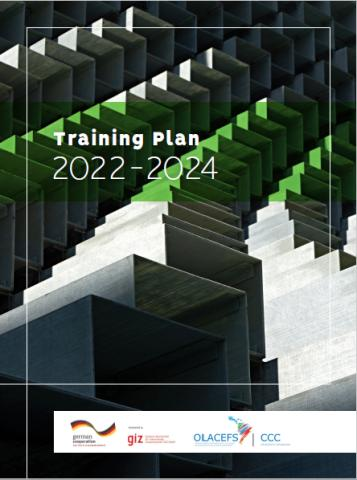 Training Plan
2022-2024
german
cooperation
giz
OLACEFS
CCC